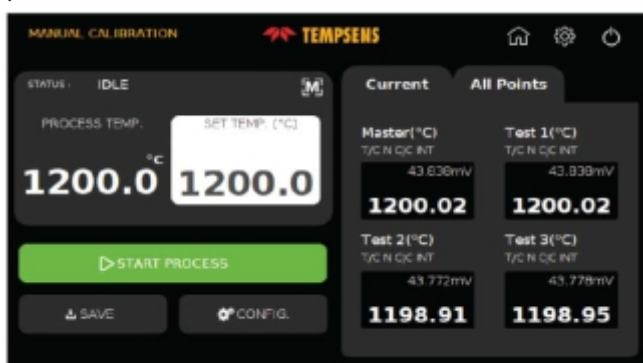 MANUAL CALIBRATION
TEMPSENS
STATUS: IDLE
M
PROCESS TEMP.
SET TEMP. (°C)
°C
1200.0
1200.0
START PROCESS
SAVE
CONFIG.
Current
All Points
Master(°C)
Test 1(°C)
T/C N CJC INT
T/C N CJC INT
43.838mV
43.838mV
1200.02
1200.02
Test 2(°C)
Test 3(°C)
T/C N CJC INT
T/C N CJC INT
43.772mV
43.778mV
1198.91
1198.95